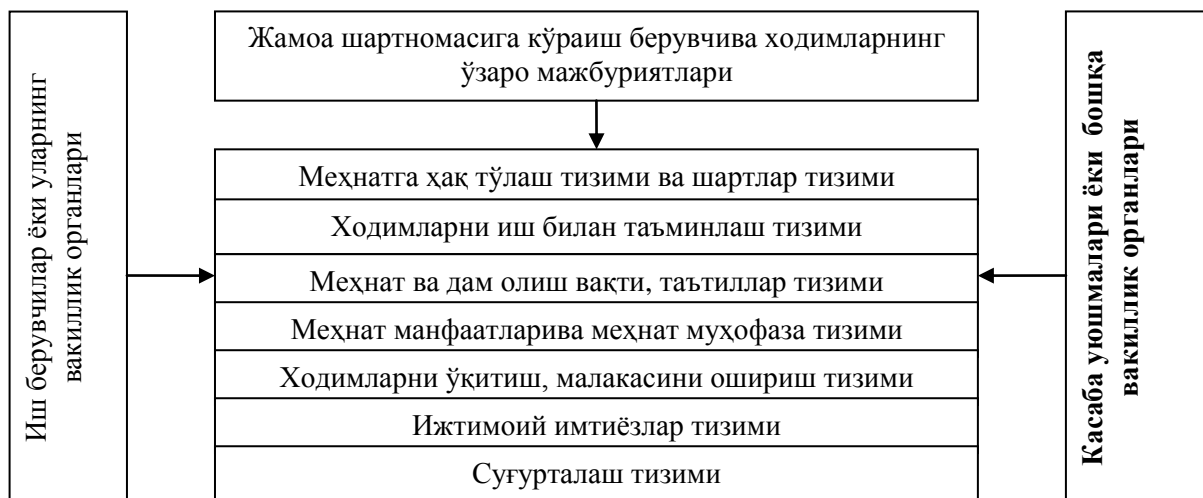 Иш берувчилар ёки уларнинг
вакиллик органлари
Жамоа шартномасига кўраиш берувчива ходимларнинг
ўзаро мажбуриятлари
Меҳнатга ҳақ тўлаш тизими ва шартлар тизими
Ходимларни иш билан таъминлаш тизими
Меҳнат ва дам олиш вақти, таътиллар тизими
Меҳнат манфаатларива меҳнат муҳофаза тизими
Ходимларни ўқитиш, малакасини ошириш тизими
Ижтимоий имтиёзлар тизими
Суғурталаш тизими
Касаба уюшмалари ёки бошқа
вакиллик органлари